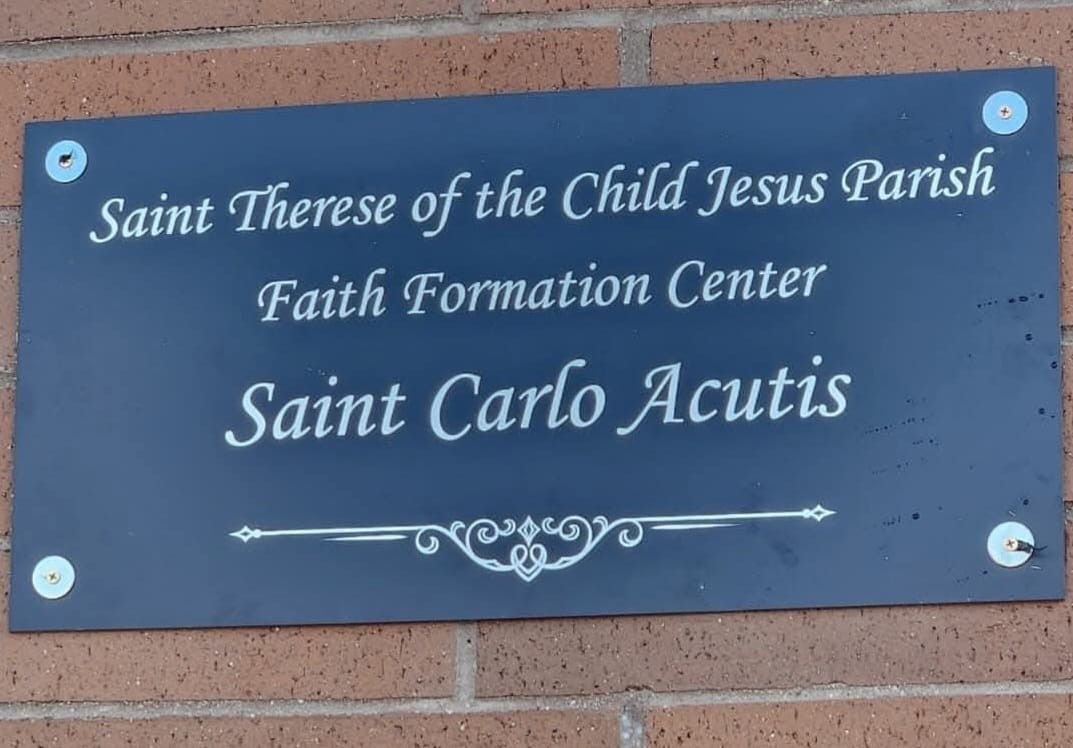 Saint Therese of the Child Jesus Parish
Faith Formation Center
Saint Carlo Acutis